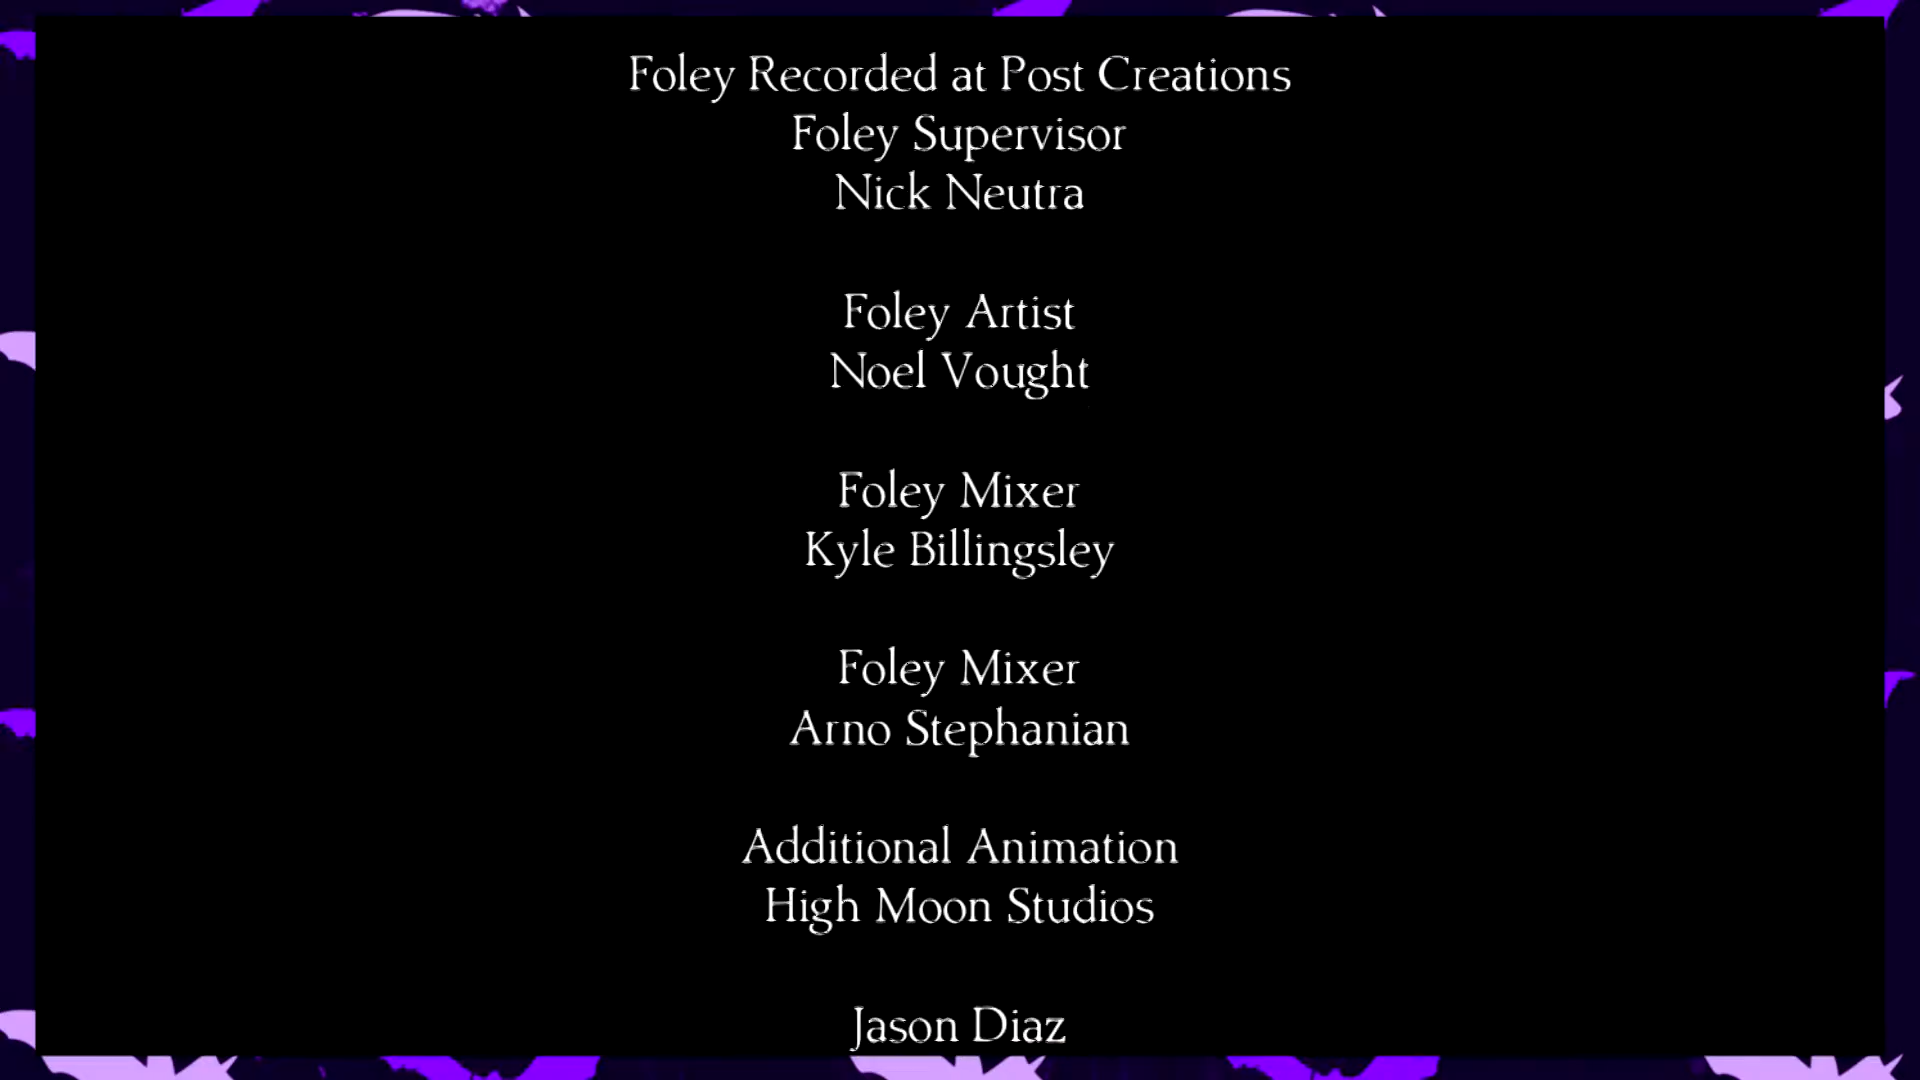 Foley Recorded at Post Creations
Foley Supervisor
Nick Neutra
Foley Artist
Noel Vought
Foley Mixer
Kyle Billingsley
Foley Mixer
Arno Stephanian
Additional Animation
High Moon Studios
Jason Diaz